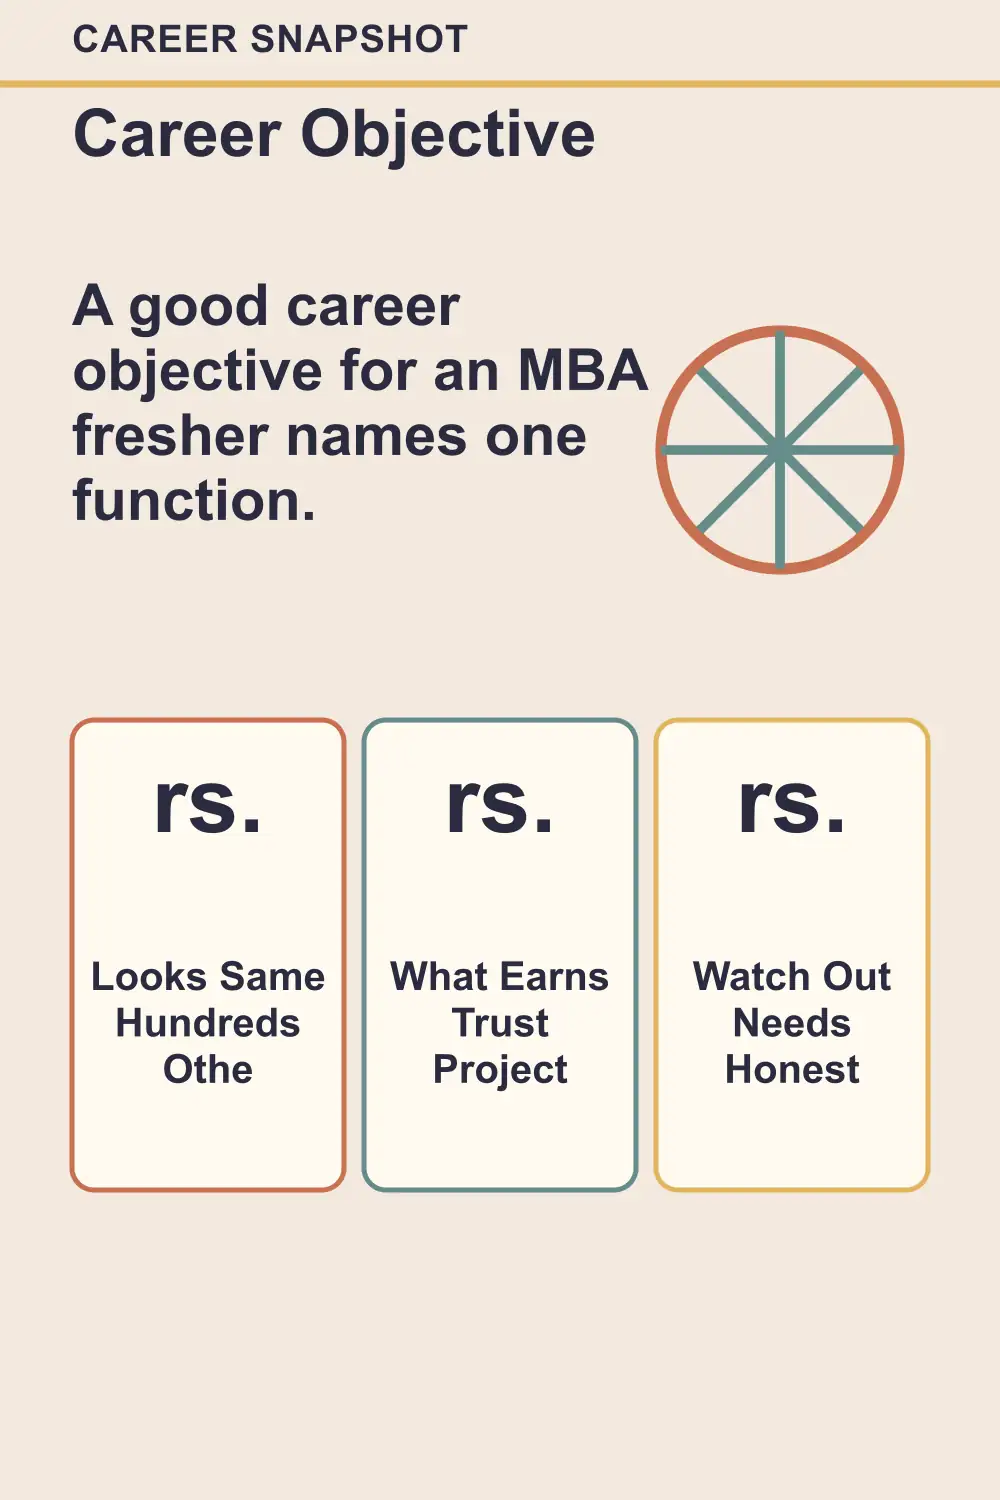 CAREER SNAPSHOT
Career Objective
A good career
objective for an MBA
fresher names one
function.
rs.
Looks Same
Hundreds
Othe
rs.
What Earns
Trust
Project
rs.
Watch Out
Needs
Honest